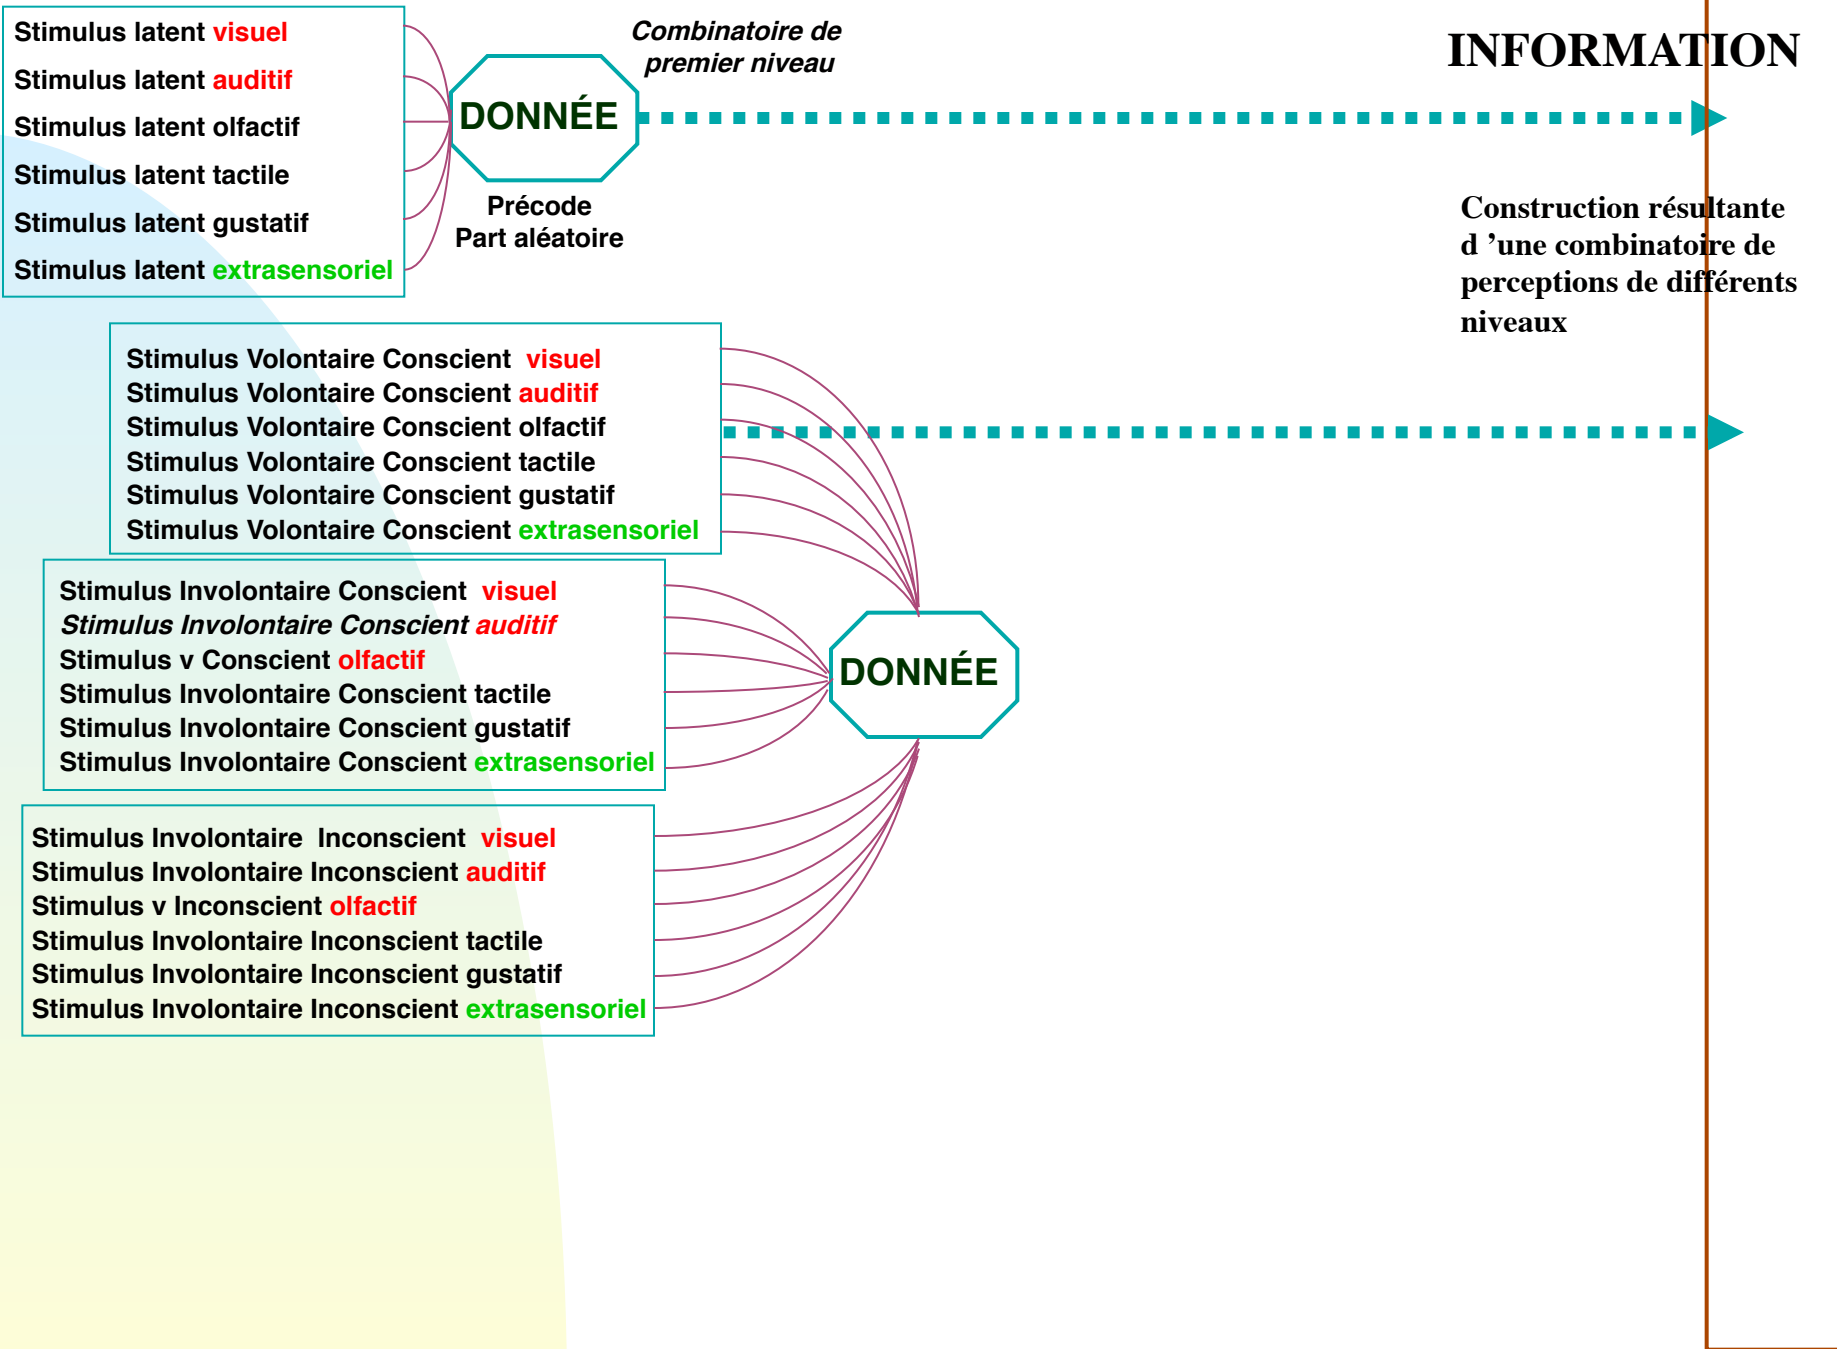 Stimulus latent visuel
Stimulus latent auditif
Stimulus latent olfactif
Stimulus latent tactile
Stimulus latent gustatif
Stimulus latent extrasensoriel
DONNÉE
Combinatoire de
premier niveau
Précode
Part aléatoire
INFORMATION
Construction résultante
d ’une combinatoire de
perceptions de différents
niveaux
Stimulus Volontaire Conscient visuel
Stimulus Volontaire Conscient auditif
Stimulus Volontaire Conscient olfactif
Stimulus Volontaire Conscient tactile
Stimulus Volontaire Conscient gustatif
Stimulus Volontaire Conscient extrasensoriel
Stimulus Involontaire Conscient visuel
Stimulus Involontaire Conscient auditif
Stimulus v Conscient olfactif
Stimulus Involontaire Conscient tactile
Stimulus Involontaire Conscient gustatif
Stimulus Involontaire Conscient extrasensoriel
DONNÉE
Stimulus Involontaire Inconscient visuel
Stimulus Involontaire Inconscient auditif
Stimulus v Inconscient olfactif
Stimulus Involontaire Inconscient tactile
Stimulus Involontaire Inconscient gustatif
Stimulus Involontaire Inconscient extrasensoriel